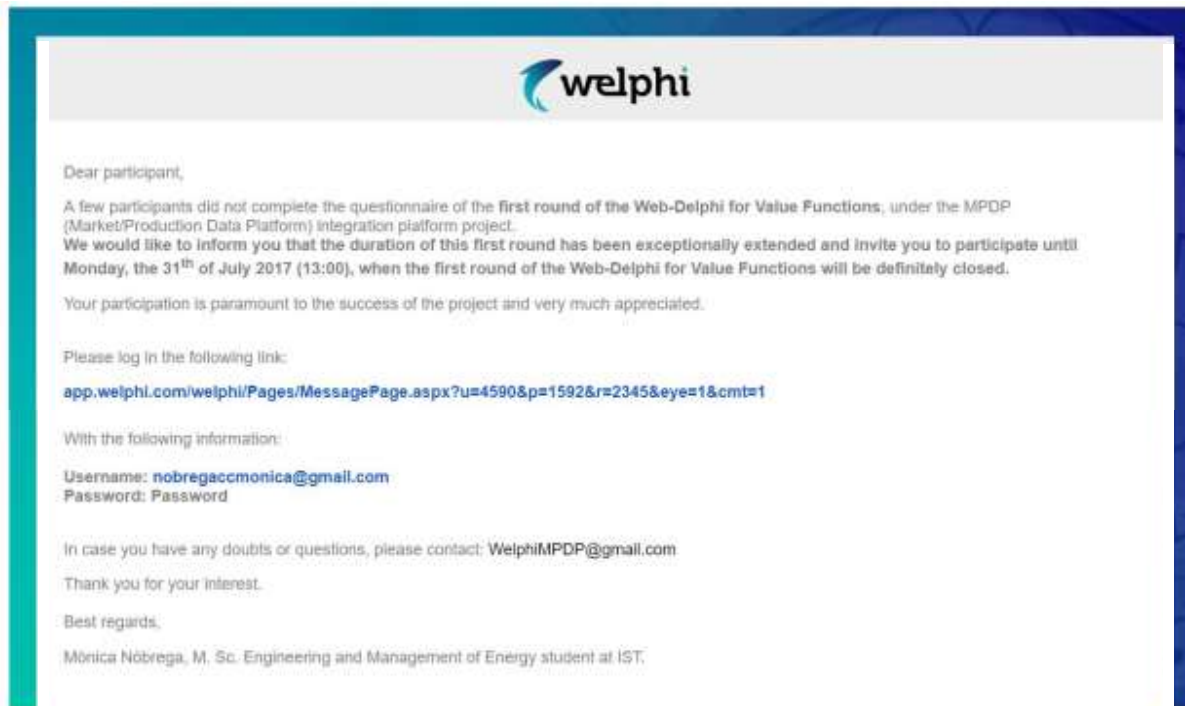 welphi
Dear participant,
A few participants did not complete the questionnaire of the first round of the Web-Delphi for Value Functions, under the MPDP
(Market/Production Data Platform) integration platform project.
We would like to inform you that the duration of this first round has been exceptionally extended and invite you to participate until
Monday, the 31th of July 2017 (13:00), when the first round of the Web-Delphi for Value Functions will be definitely closed.
Your participation is paramount to the success of the project and very much appreciated.
Please log in the following link:
app.welphi.com/welphi/Pages/MessagePage.aspx?u=4590&p=1592&r=2345&eye=1&cmt=1
With the following information:
Username: nobregaccmonica@gmail.com
Password: Password
In case you have any doubts or questions, please contact: WelphiMPDP@gmail.com
Thank you for your interest.
Best regards,
Mónica Nóbrega, M. Sc. Engineering and Management of Energy student at IST.